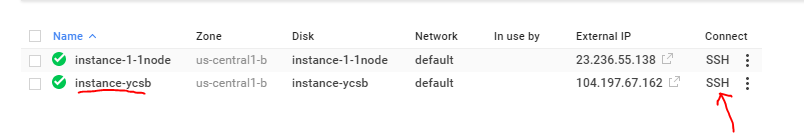 Name Zone Disk Network In use by External IP Connect
instance-1-1node us-central1-b instance-1-1node default 23.236.55.138 SSH
instance-ycsb us-central1-b instance-ycsb default 104.197.67.162 SSH